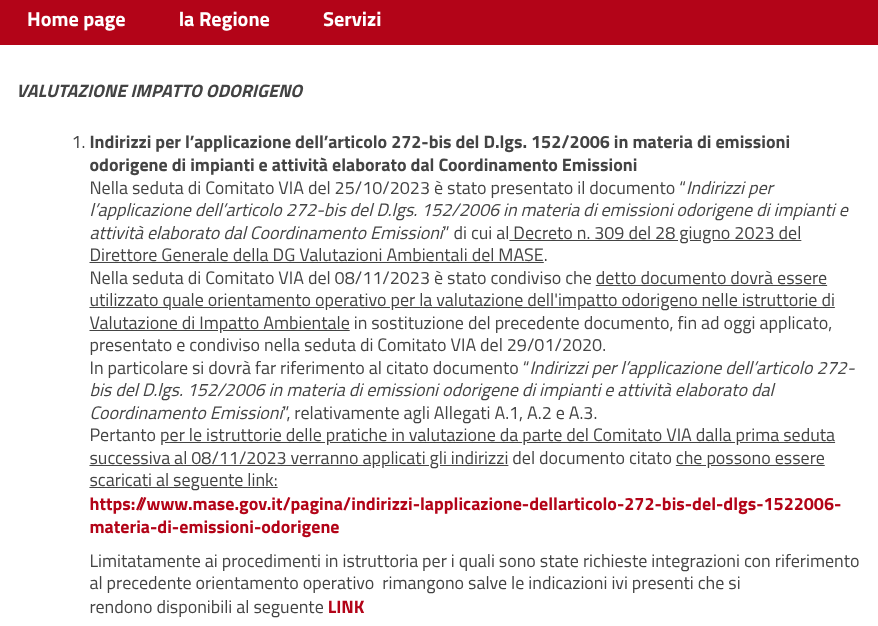 Home page la Regione Servizi
VALUTAZIONE IMPATTO ODORIGENO
1. Indirizzi per l’applicazione dell’articolo 272-bis del D.lgs. 152/2006 in materia di emissioni
odorigene di impianti e attività elaborato dal Coordinamento Emissioni
Nella seduta di Comitato VIA del 25/10/2023 è stato presentato il documento “Indirizzi per
l’applicazione dell’articolo 272-bis del D.lgs. 152/2006 in materia di emissioni odorigene di impianti e
attività elaborato dal Coordinamento Emissioni” di cui al Decreto n. 309 del 28 giugno 2023 del
Direttore Generale della DG Valutazioni Ambientali del MASE.
Nella seduta di Comitato VIA del 08/11/2023 è stato condiviso che detto documento dovrà essere
utilizzato quale orientamento operativo per la valutazione dell'impatto odorigeno nelle istruttorie di
Valutazione di Impatto Ambientale in sostituzione del precedente documento, fin ad oggi applicato,
presentato e condiviso nella seduta di Comitato VIA del 29/01/2020.
In particolare si dovrà far riferimento al citato documento “Indirizzi per l’applicazione dell’articolo 272-
bis del D.lgs. 152/2006 in materia di emissioni odorigene di impianti e attività elaborato dal
Coordinamento Emissioni”, relativamente agli Allegati A.1, A.2 e A.3.
Pertanto per le istruttorie delle pratiche in valutazione da parte del Comitato VIA dalla prima seduta
successiva al 08/11/2023 verranno applicati gli indirizzi del documento citato che possono essere
scaricati al seguente link:
https://www.mase.gov.it/pagina/indirizzi-lapplicazione-dellarticolo-272-bis-del-dlgs-1522006-
materia-di-emissioni-odorigene
Limitatamente ai procedimenti in istruttoria per i quali sono state richieste integrazioni con riferimento
al precedente orientamento operativo  rimangono salve le indicazioni ivi presenti che si
rendono disponibili al seguente LINK